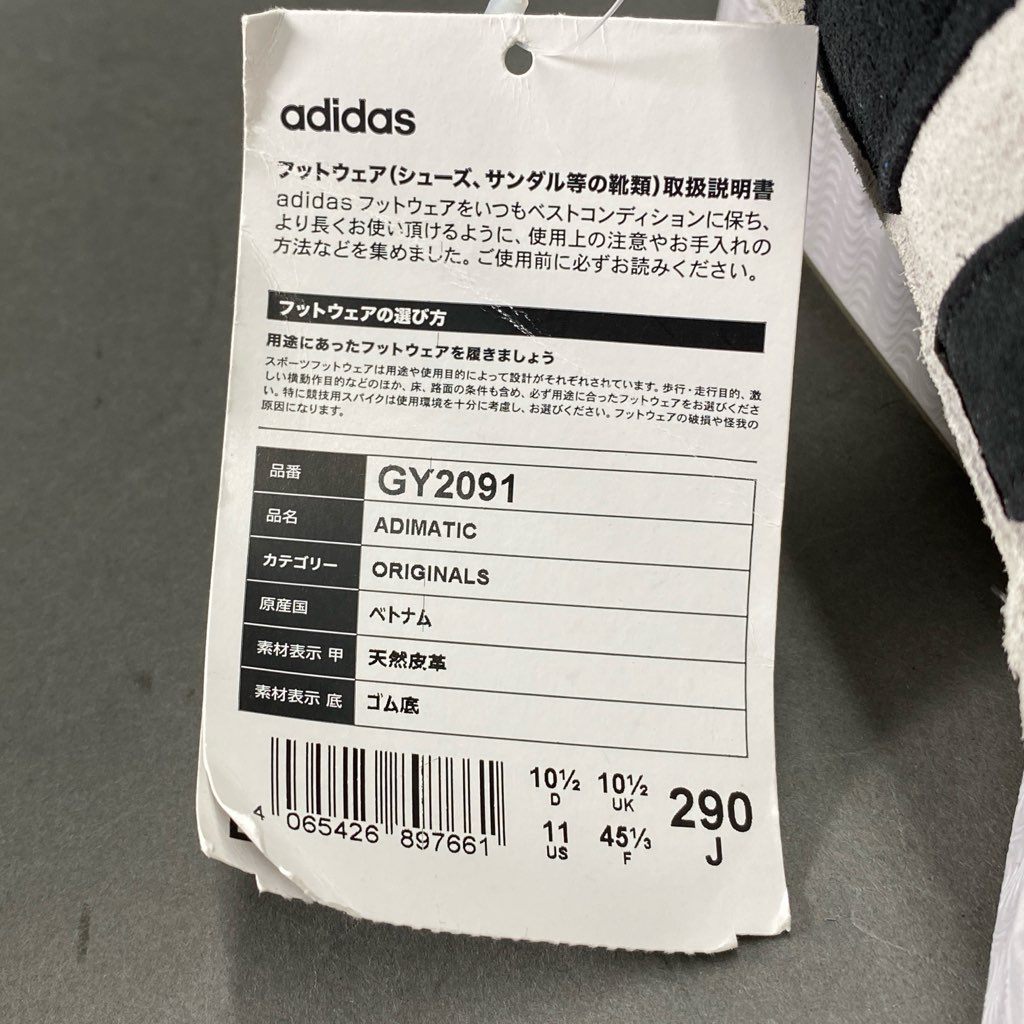 adidas
フットウェア(シューズ、サンダル等の靴類)取扱説明書
adidas フットウェアをいつもベストコンディションに保ち、
より長くお使い頂けるように、使用上の注意やお手入れの
方法などを集めました。ご使用前に必ずお読みください。
フットウェアの選び方
用途にあったフットウェアを履きましょう
スポーツフットウェアは用途や使用目的によって設計がそれぞれされています。歩行・走行目的、激
しい横動作目的などのほか、床、路面の条件も含め、必ず用途に合ったフットウェアをお選びくださ
い。特に競技用スパイクは使用環境を十分に考慮し、お選びください。フットウェアの破損や怪我の
原因になります。
品番 GY2091
品名 ADIMATIC
カテゴリー ORIGINALS
原産国 ベトナム
素材表示 甲 天然皮革
素材表示 底 ゴム底
10½ 10½ 290
D UK J
11 45⅓
US F
4 065426 897661